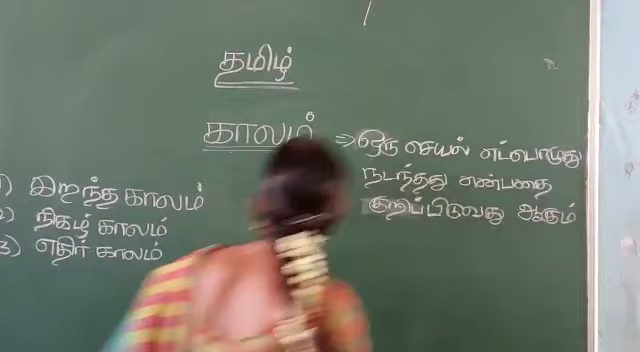 தமிழ்
காலம் ⇒ ஒரு செயல் எப்பொழுது
நடந்தது என்பதை
குறிப்பிடுவது ஆகும்
1) இறந்த காலம்
2) நிகழ் காலம்
3) எதிர் காலம்